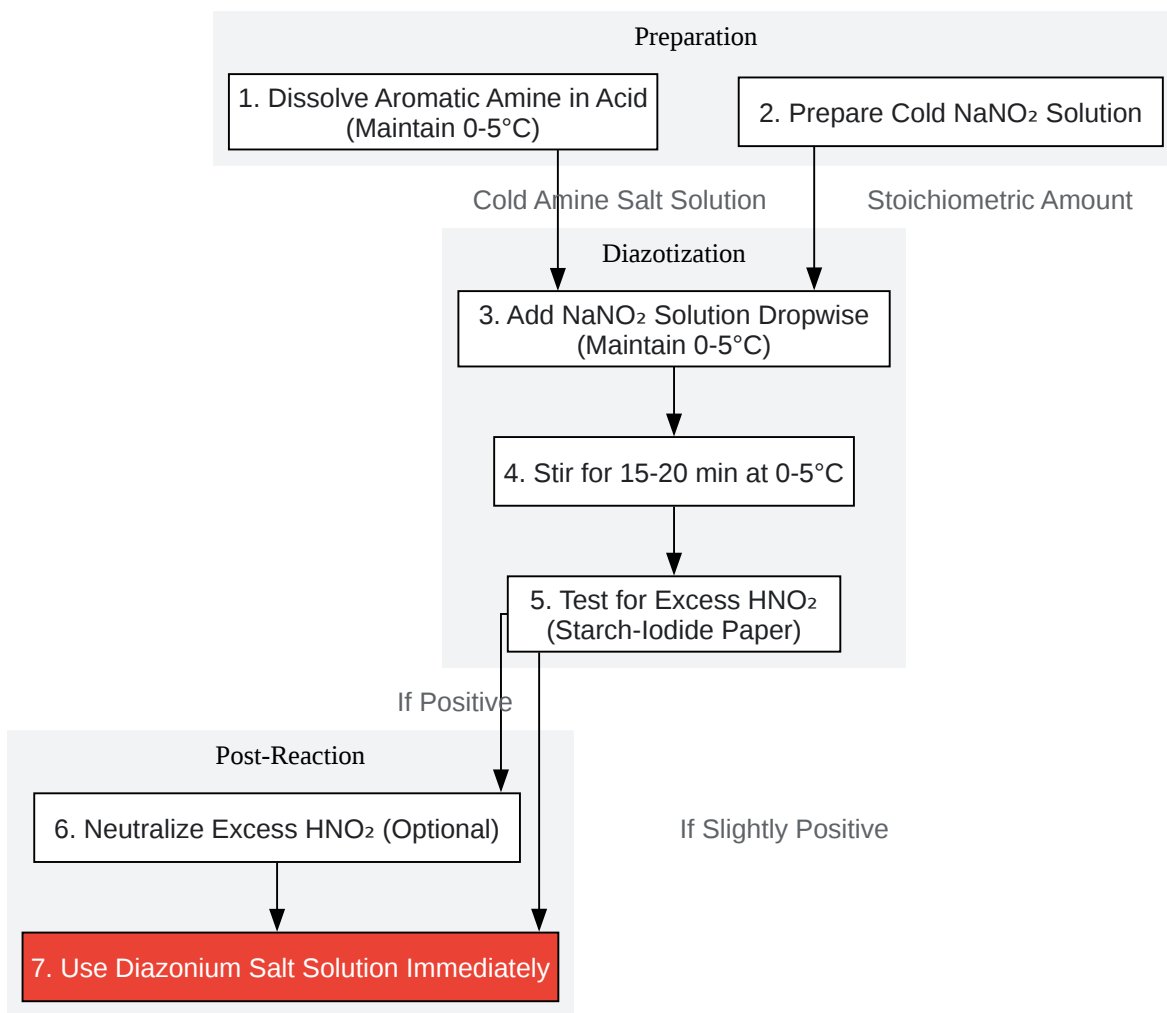 Preparation
1. Dissolve Aromatic Amine in Acid
(Maintain 0-5°C)
2. Prepare Cold NaNO₂ Solution
Cold Amine Salt Solution
Stoichiometric Amount
Diazotization
3. Add NaNO₂ Solution Dropwise
(Maintain 0-5°C)
4. Stir for 15-20 min at 0-5°C
5. Test for Excess HNO₂
(Starch-Iodide Paper)
If Positive
Post-Reaction
6. Neutralize Excess HNO₂ (Optional)
If Slightly Positive
7. Use Diazonium Salt Solution Immediately